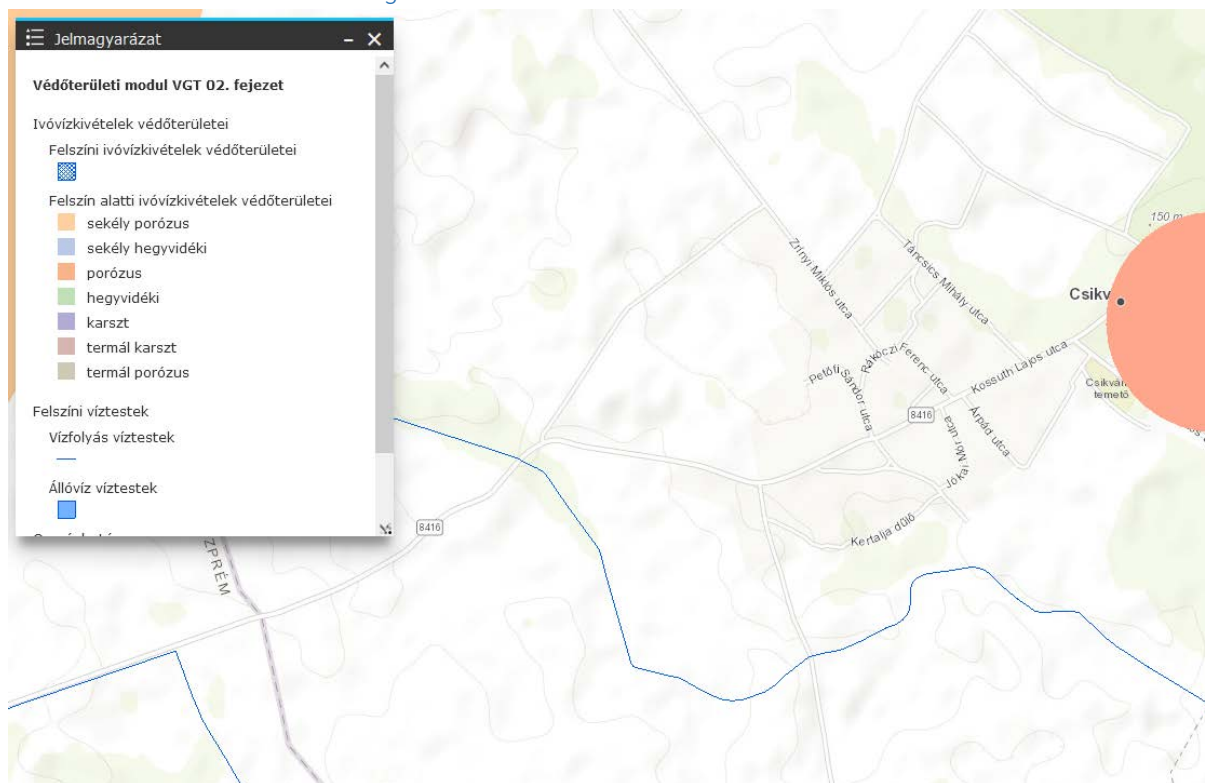 Jelmagyarázat
Védőterületi modul VGT 02. fejezet
Ivóvízkivételek védőterületei
Felszíni ivóvízkivételek védőterületei
Felszín alatti ivóvízkivételek védőterületei
sekély porózus
sekély hegyvidéki
porózus
hegyvidéki
karszt
termál karszt
termál porózus
Felszíni víztestek
Vízfolyás víztestek
Állóvíz víztestek
150 m
Zrínyi Miklós utca
Táncsics Mihály utca
Csikv
Rákóczi Ferenc utca
Petőfi Sándor utca
Kossuth Lajos utca
Csikván
temető
8416
Árpád utca
Jókai Mór utca
Kertalja dűlő
8416
ZPRÉM